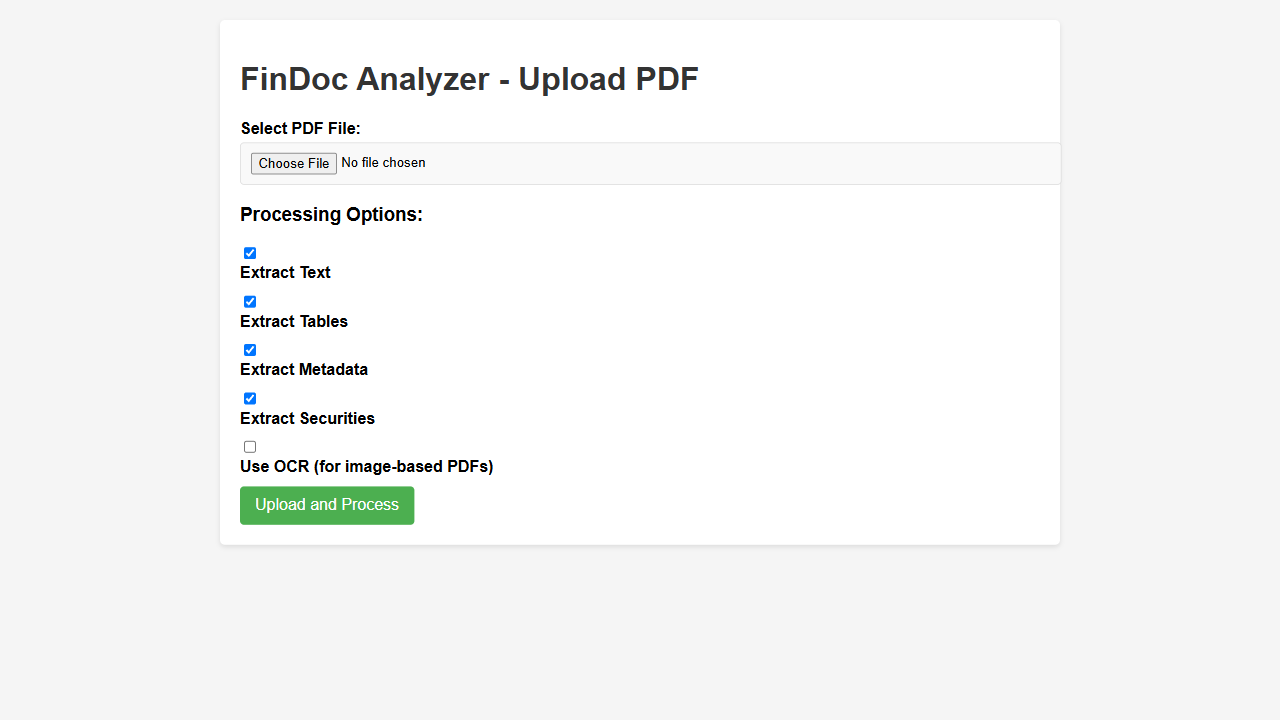 FinDoc Analyzer - Upload PDF
Select PDF File:
Choose File No file chosen
Processing Options:
Extract Text
Extract Tables
Extract Metadata
Extract Securities
Use OCR (for image-based PDFs)
Upload and Process